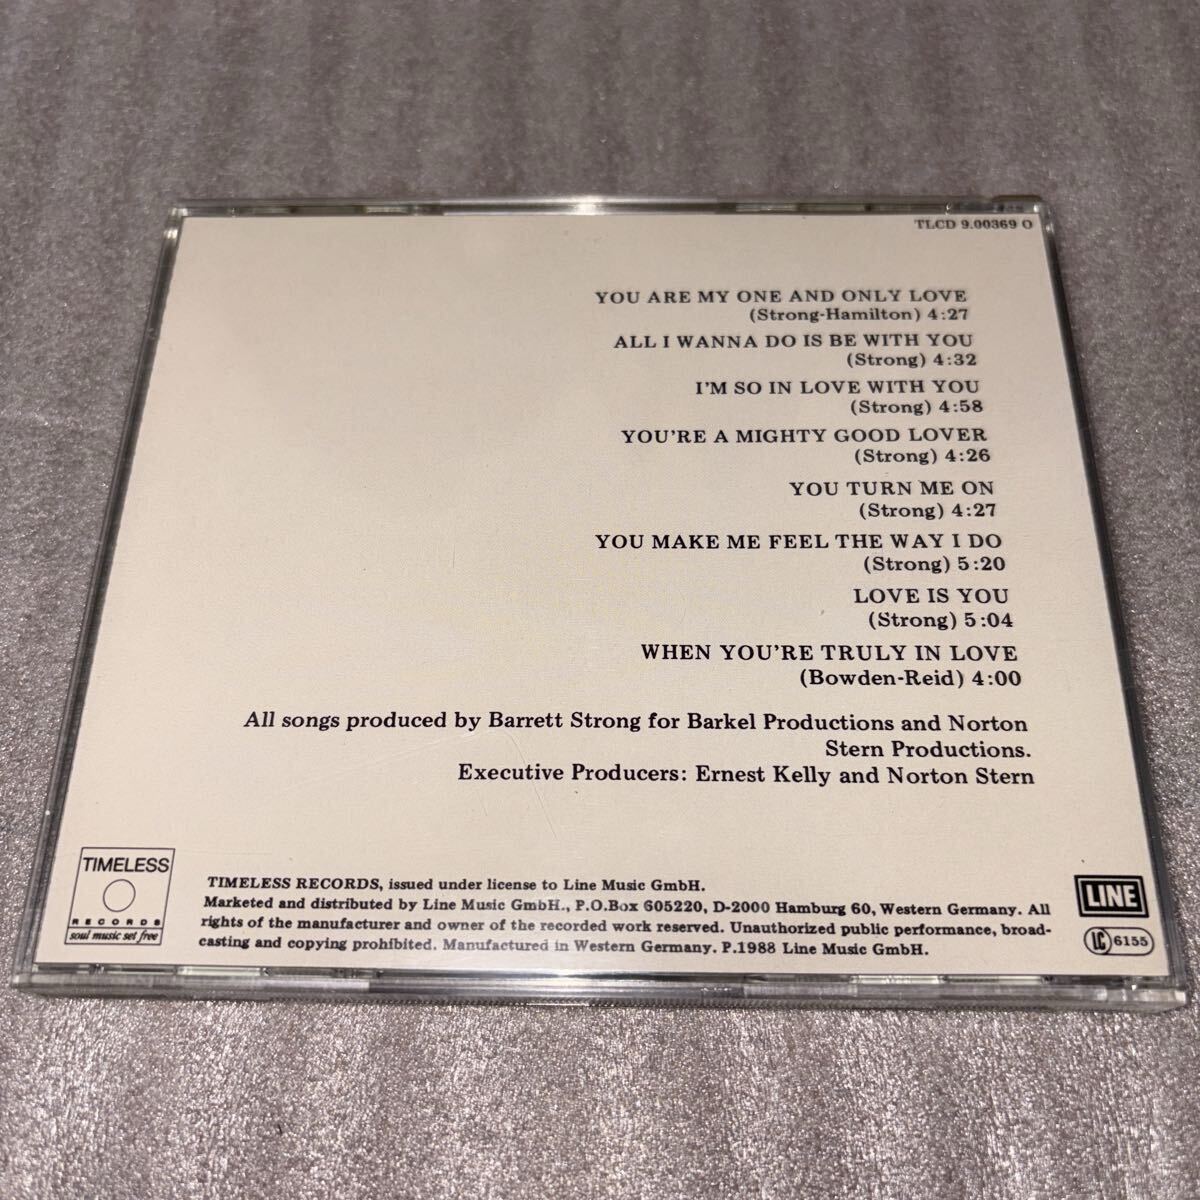 TLCD 9.00369 O
YOU ARE MY ONE AND ONLY LOVE
(Strong-Hamilton) 4:27
ALL I WANNA DO IS BE WITH YOU
(Strong) 4:32
I'M SO IN LOVE WITH YOU
(Strong) 4:58
YOU'RE A MIGHTY GOOD LOVER
(Strong) 4:26
YOU TURN ME ON
(Strong) 4:27
YOU MAKE ME FEEL THE WAY I DO
(Strong) 5:20
LOVE IS YOU
(Strong) 5:04
WHEN YOU'RE TRULY IN LOVE
(Bowden-Reid) 4:00
All songs produced by Barrett Strong for Barkel Productions and Norton
Stern Productions.
Executive Producers: Ernest Kelly and Norton Stern
TIMELESS
RECORDS
soul music set free
TIMELESS RECORDS, issued under license to Line Music GmbH.
Marketed and distributed by Line Music GmbH., P.O.Box 605220, D-2000 Hamburg 60, Western Germany. All
rights of the manufacturer and owner of the recorded work reserved. Unauthorized public performance, broad-
casting and copying prohibited. Manufactured in Western Germany. P.1988 Line Music GmbH.
LINE
LC 6155